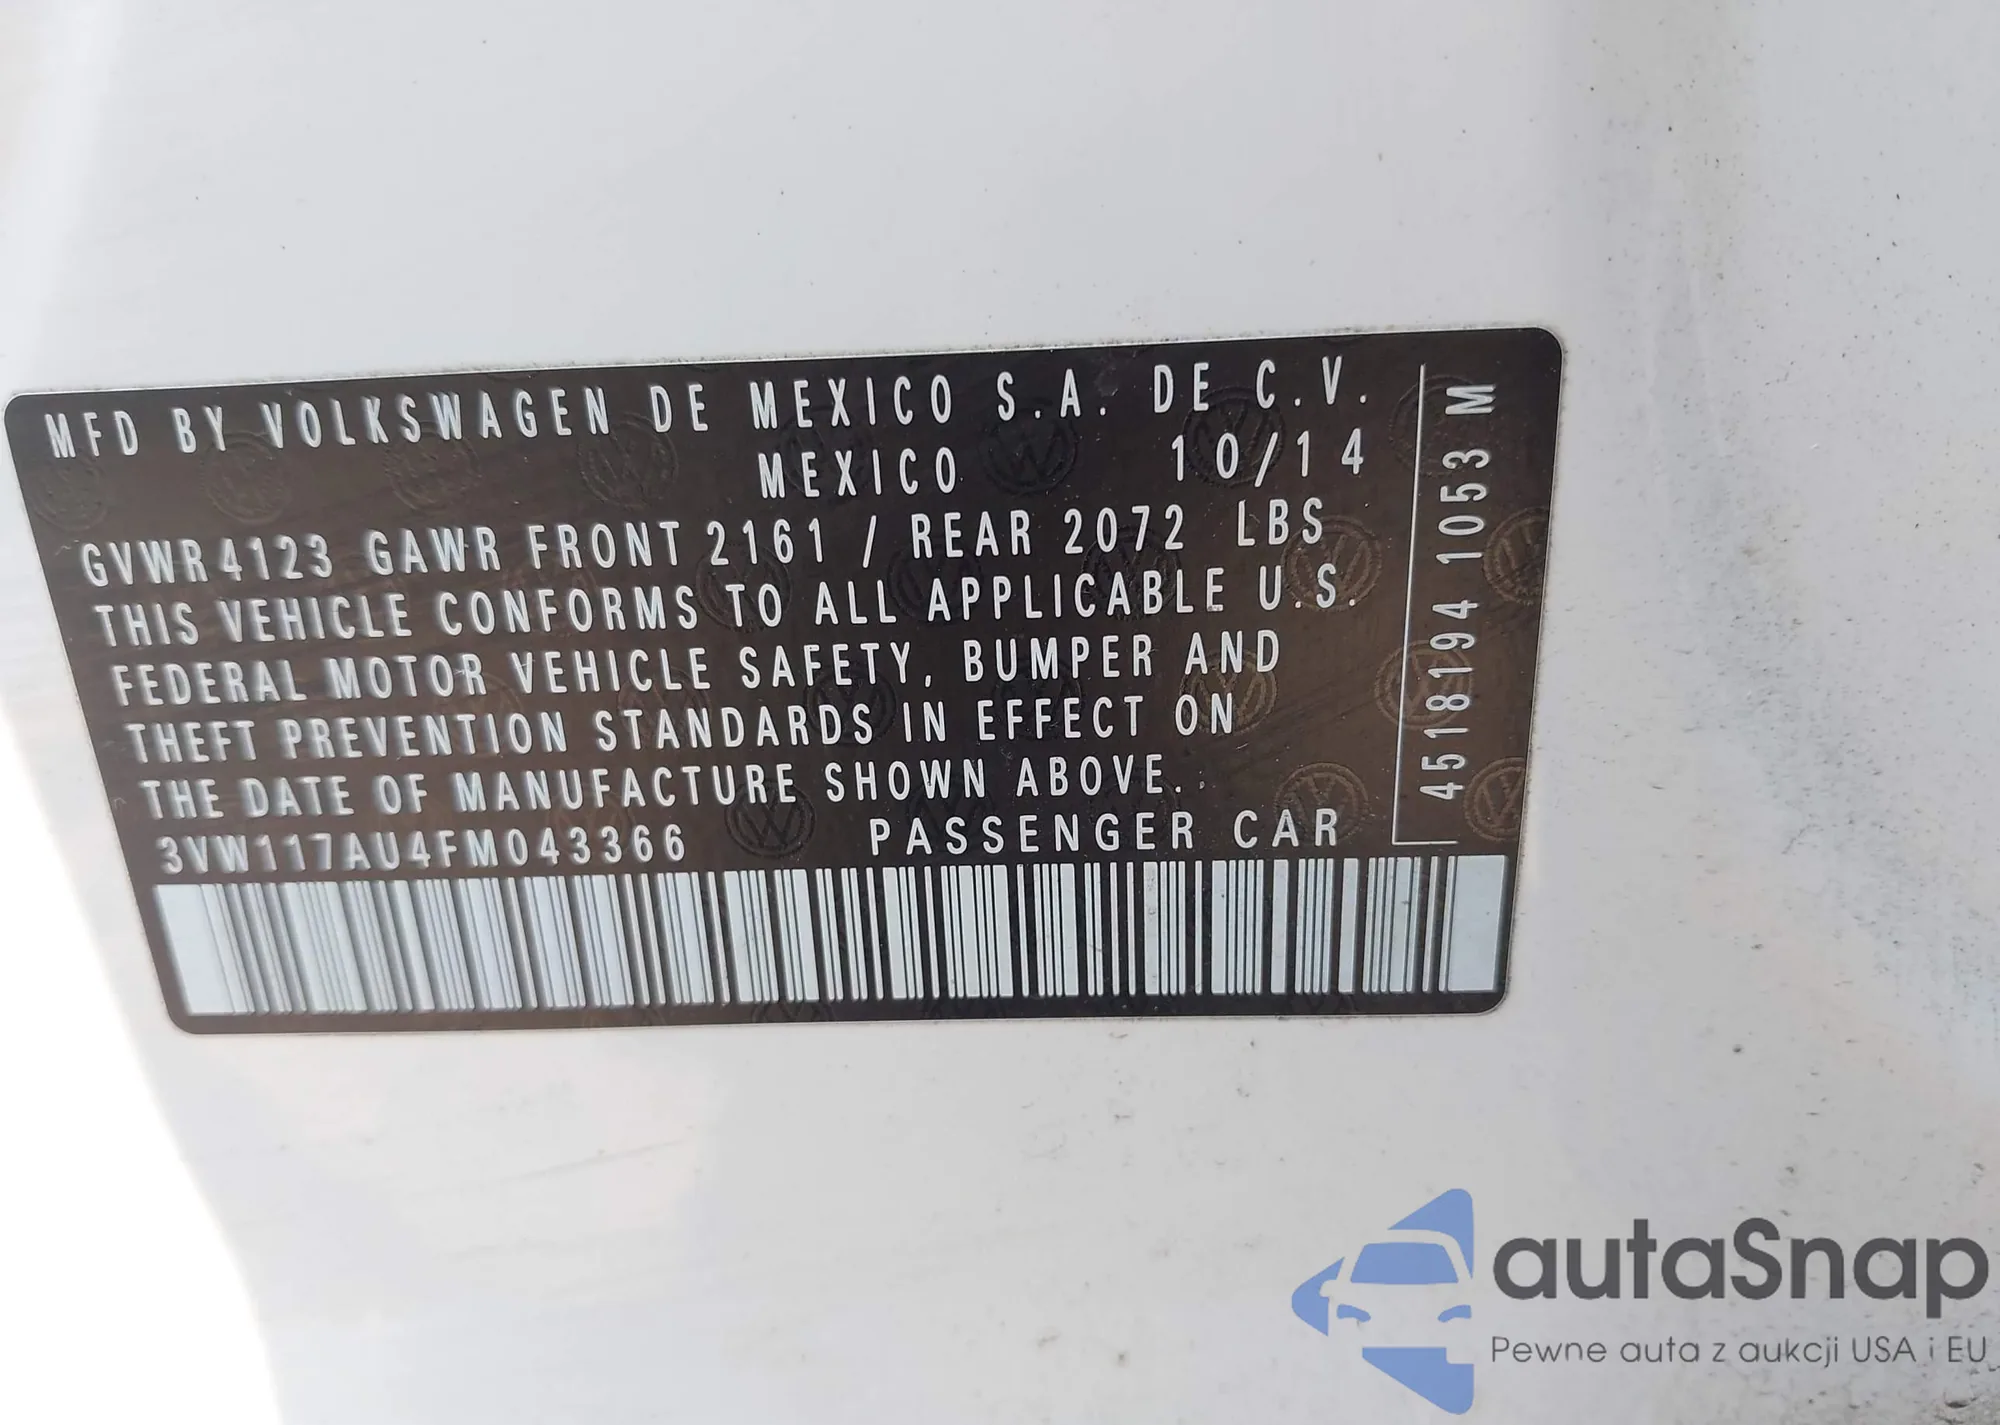 MFD BY VOLKSWAGEN DE MEXICO S.A. DE C.V.
MEXICO 10/14
GVWR 4123 GAWR FRONT 2161 / REAR 2072 LBS
THIS VEHICLE CONFORMS TO ALL APPLICABLE U.S.
FEDERAL MOTOR VEHICLE SAFETY, BUMPER AND
THEFT PREVENTION STANDARDS IN EFFECT ON
THE DATE OF MANUFACTURE SHOWN ABOVE.
3VW117AU4FM043366 PASSENGER CAR
4518194 1053 M
autaSnap
Pewne auta z aukcji USA i EU